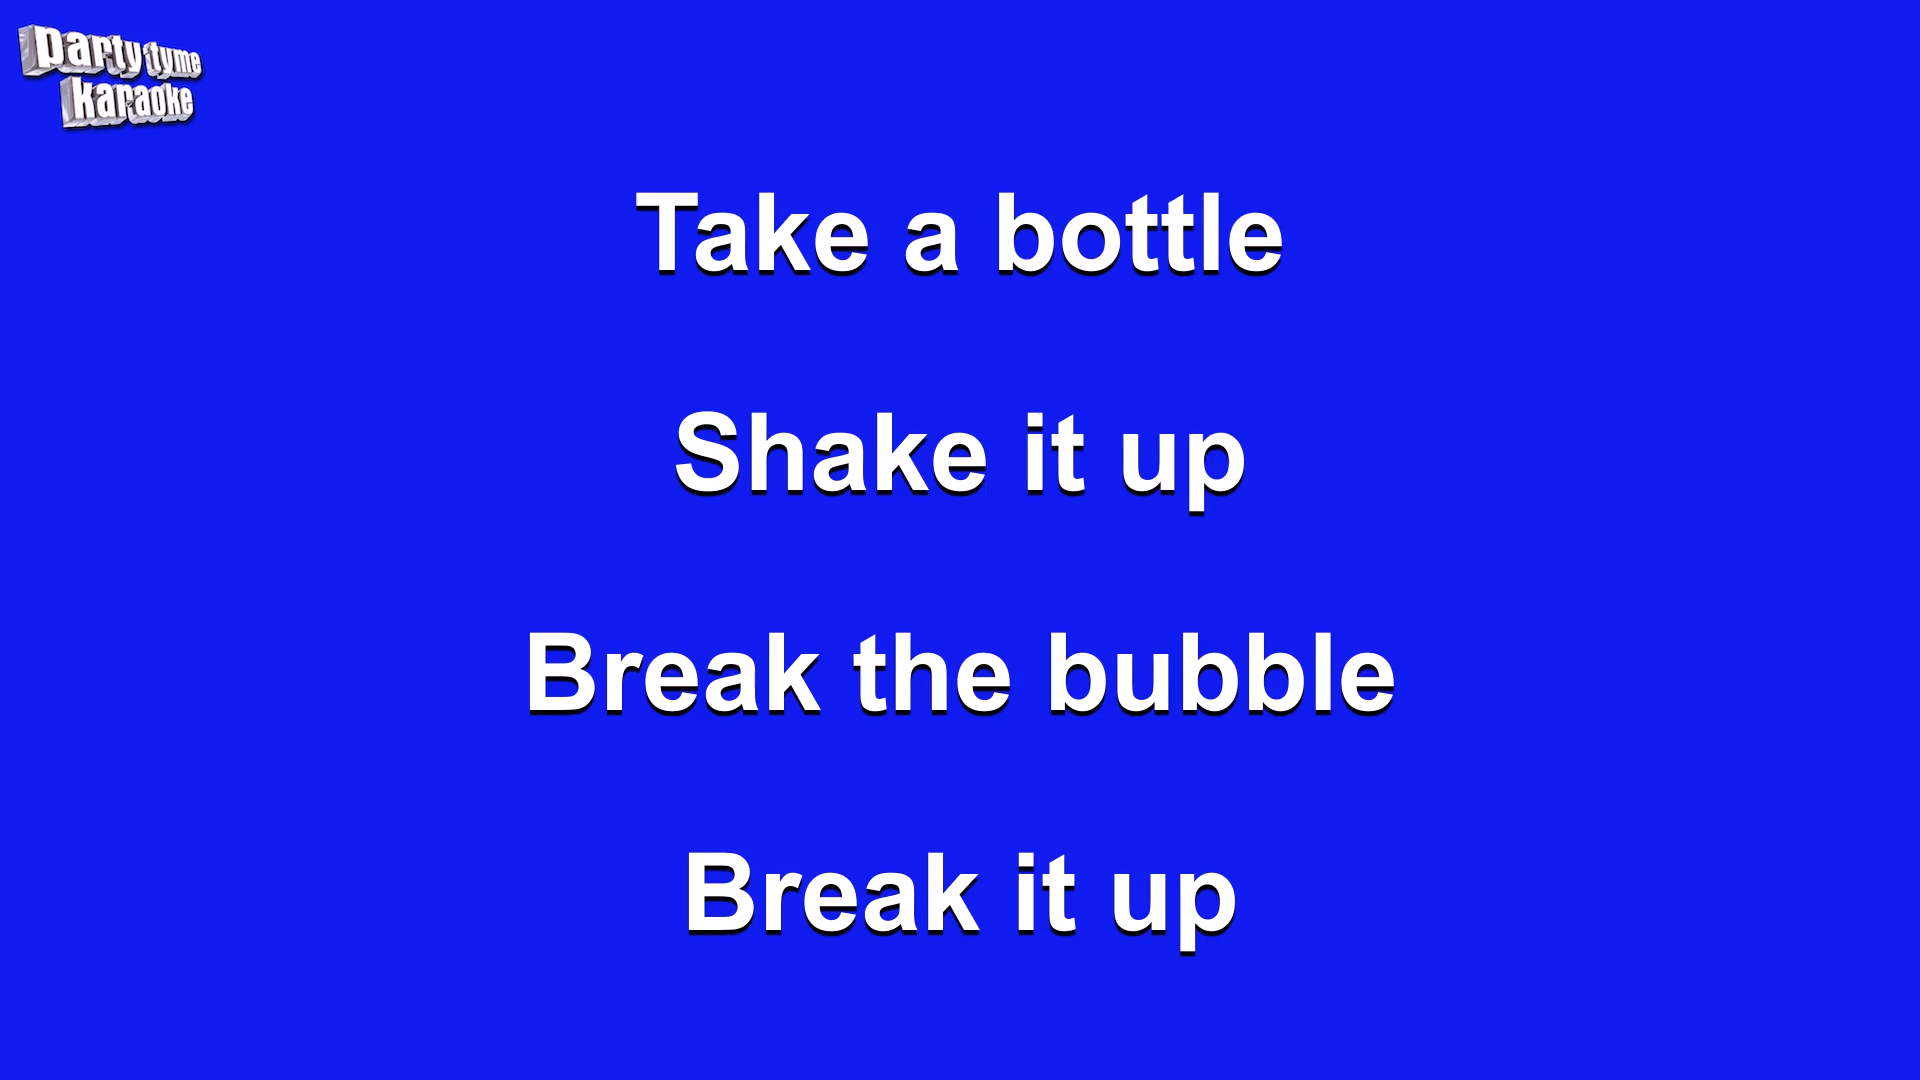 party tyme
karaoke
Take a bottle
Shake it up
Break the bubble
Break it up